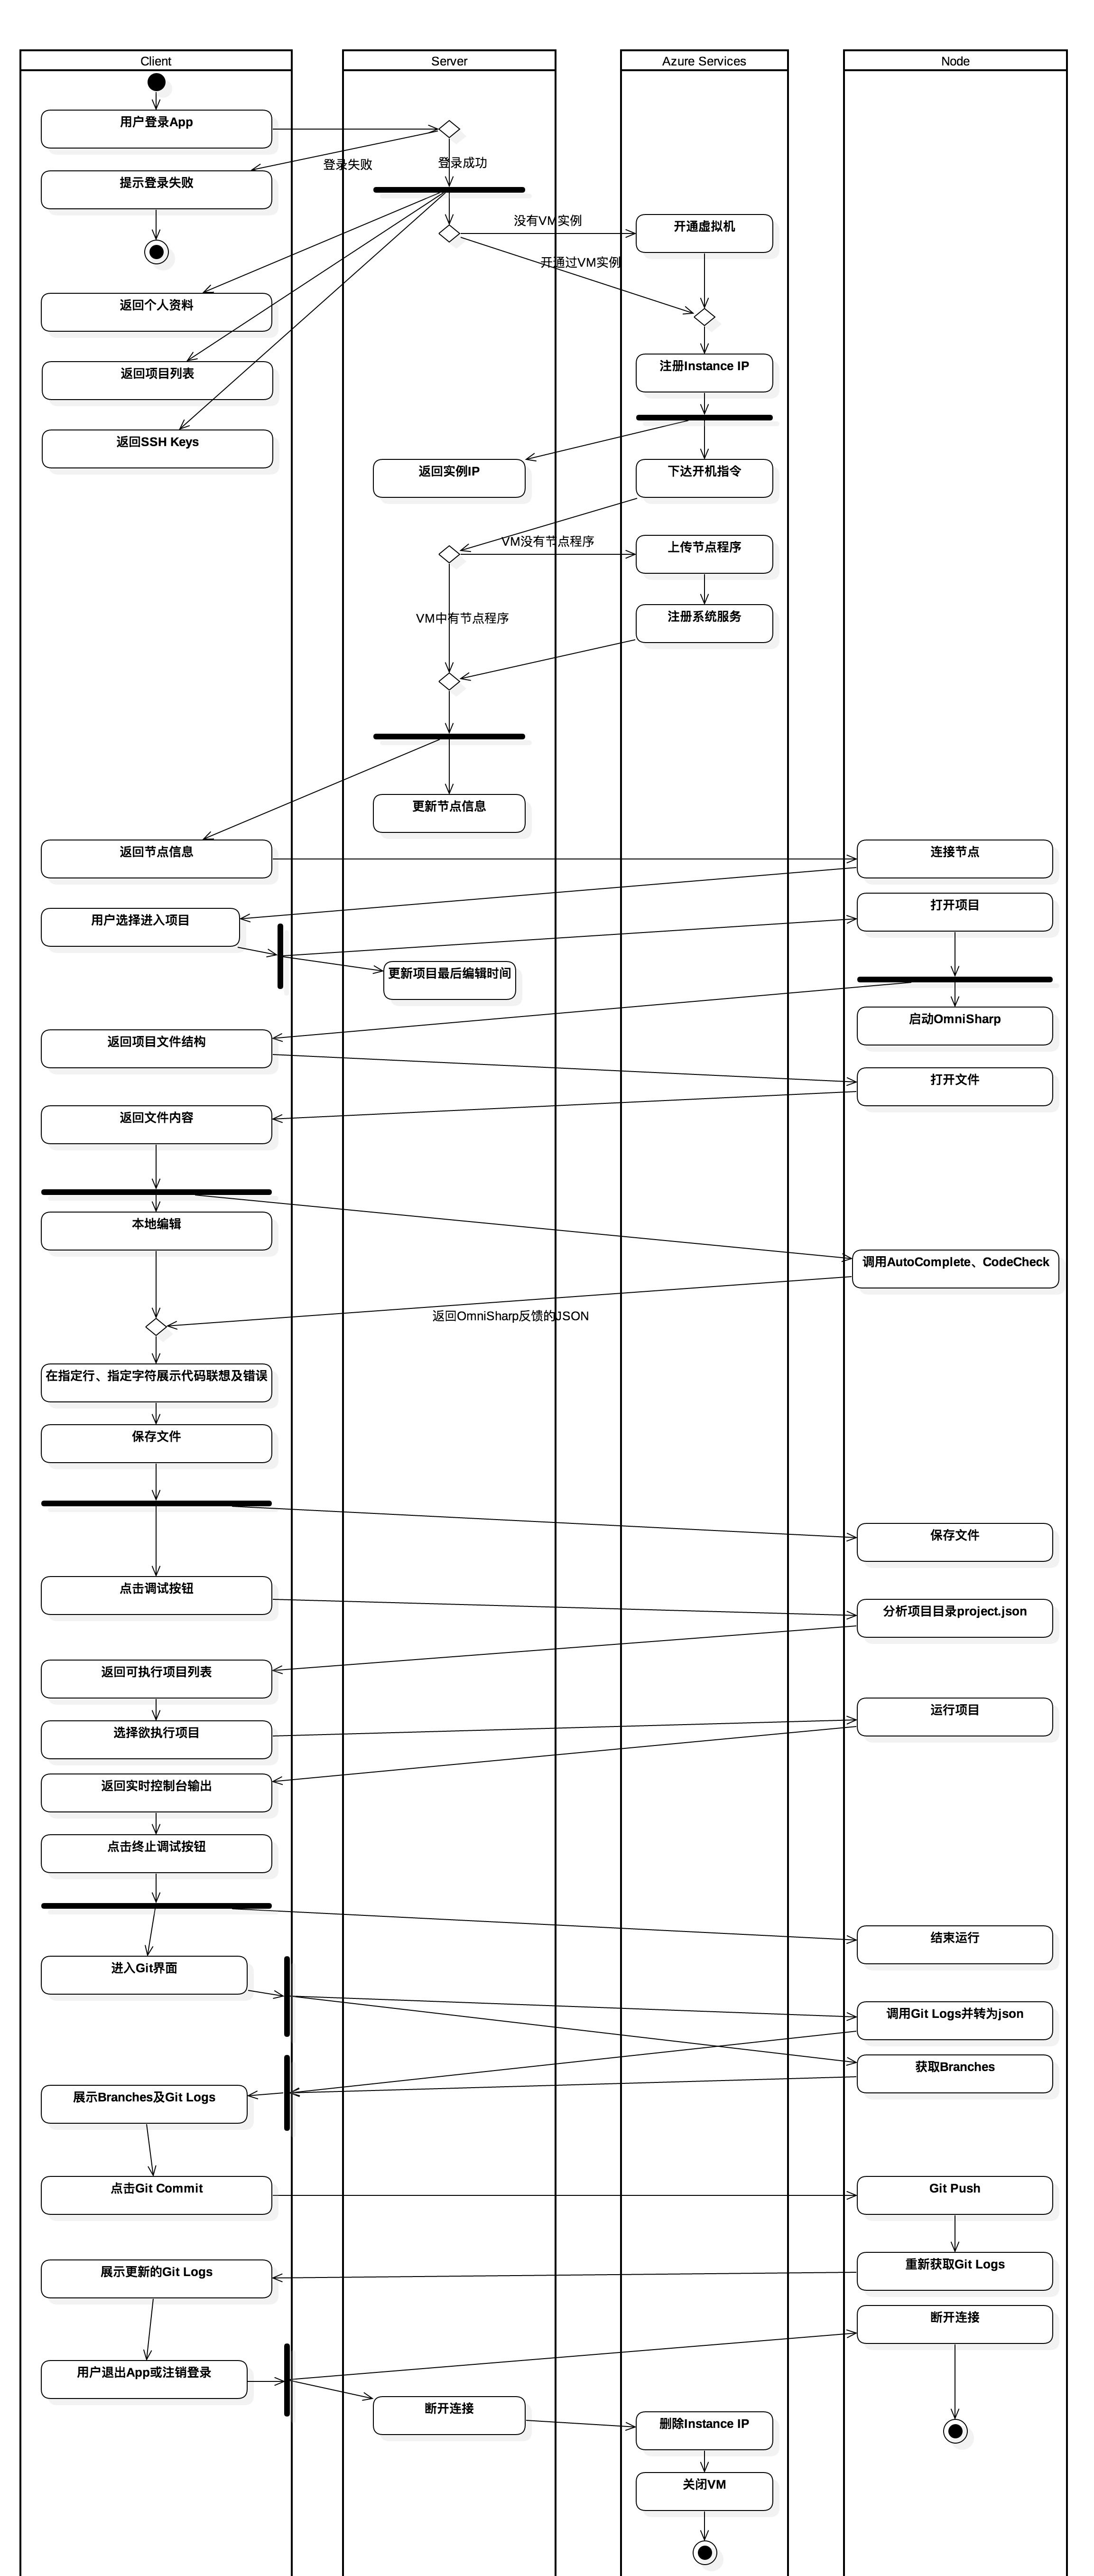 Client
Server
Azure Services
Node
用户登录App
登录失败
登录成功
提示登录失败
没有VM实例
开通虚拟机
开通过VM实例
返回个人资料
注册Instance IP
返回项目列表
返回SSH Keys
返回实例IP
下达开机指令
VM没有节点程序
上传节点程序
VM中有节点程序
注册系统服务
更新节点信息
返回节点信息
连接节点
用户选择进入项目
打开项目
更新项目最后编辑时间
启动OmniSharp
返回项目文件结构
打开文件
返回文件内容
本地编辑
调用AutoComplete、CodeCheck
返回OmniSharp反馈的JSON
在指定行、指定字符展示代码联想及错误
保存文件
保存文件
点击调试按钮
分析项目目录project.json
返回可执行项目列表
运行项目
选择欲执行项目
返回实时控制台输出
点击终止调试按钮
结束运行
进入Git界面
调用Git Logs并转为json
获取Branches
展示Branches及Git Logs
点击Git Commit
Git Push
展示更新的Git Logs
重新获取Git Logs
断开连接
用户退出App或注销登录
断开连接
删除Instance IP
关闭VM